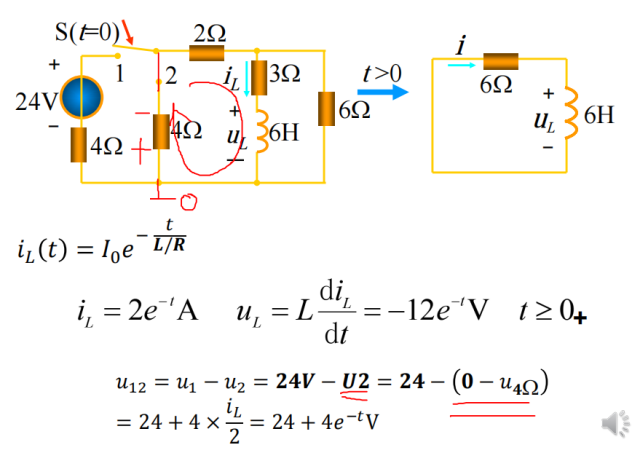 S(t=0)
2Ω
i
+
1
2
i_L
3Ω
t>0
6Ω
24V
−
+
6Ω
+
u_L
6H
−
−
4Ω
+
4Ω
u_L
6H
−
0
i_L(t) = I_0 e^{−t/(L/R)}
i_L = 2e^{−t} A   u_L = L di_L/dt = −12e^{−t} V   t ≥ 0_+
u_12 = u_1 − u_2 = 24V − U2 = 24 − (0 − u_4Ω)
= 24 + 4 × i_L/2 = 24 + 4e^{−t}V